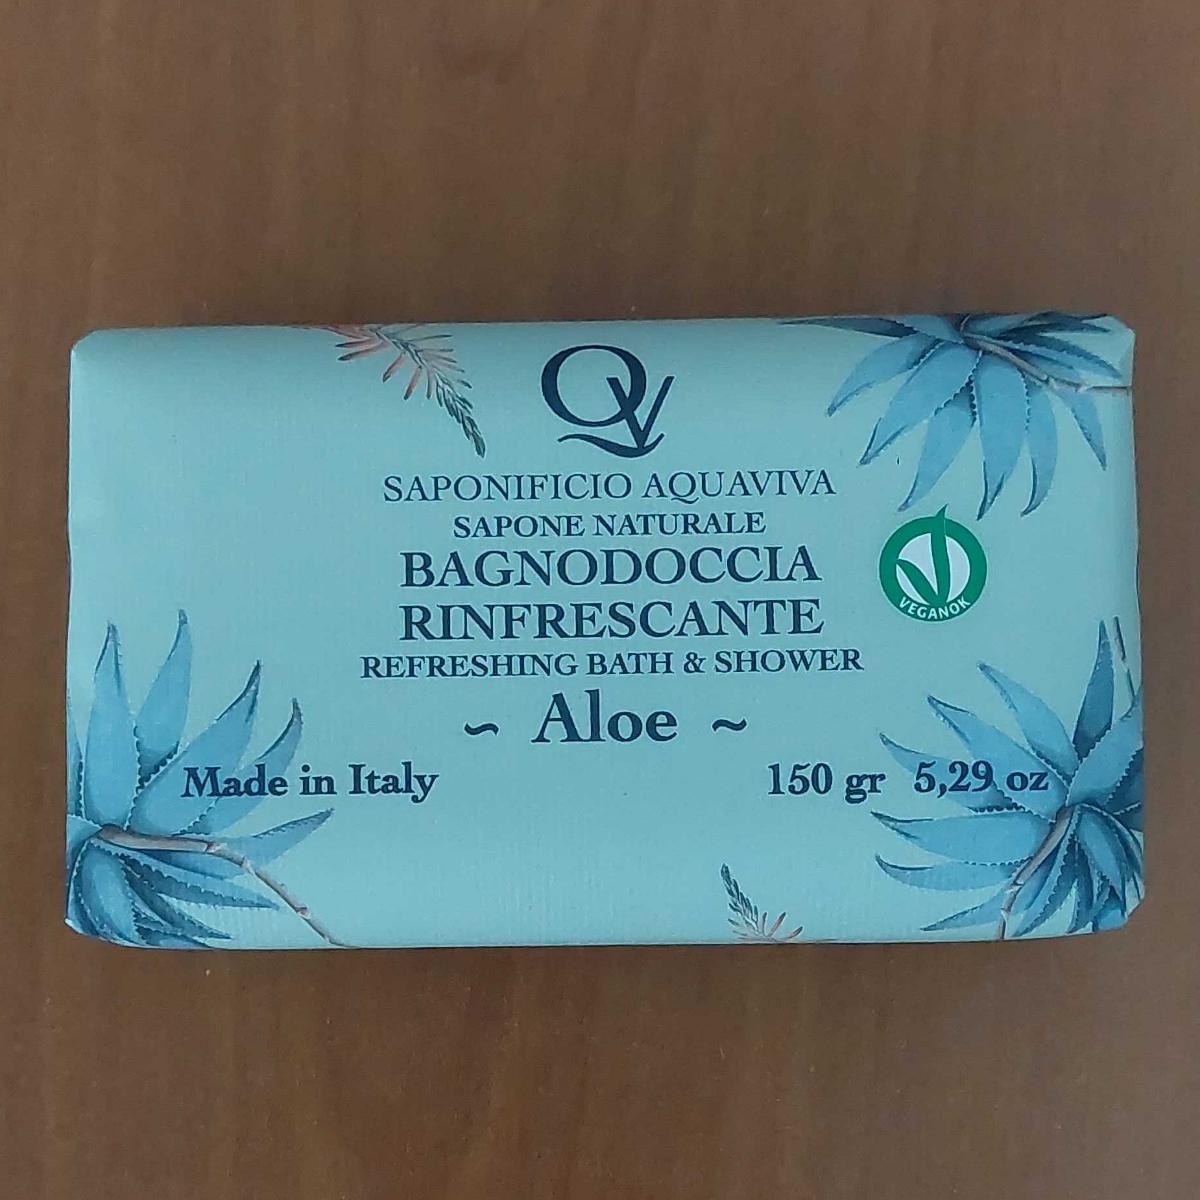 QV
SAPONIFICIO AQUAVIVA
SAPONE NATURALE
BAGNODOCCIA
RINFRESCANTE
VEGANOK
REFRESHING BATH & SHOWER
~ Aloe ~
Made in Italy
150 gr 5,29 oz